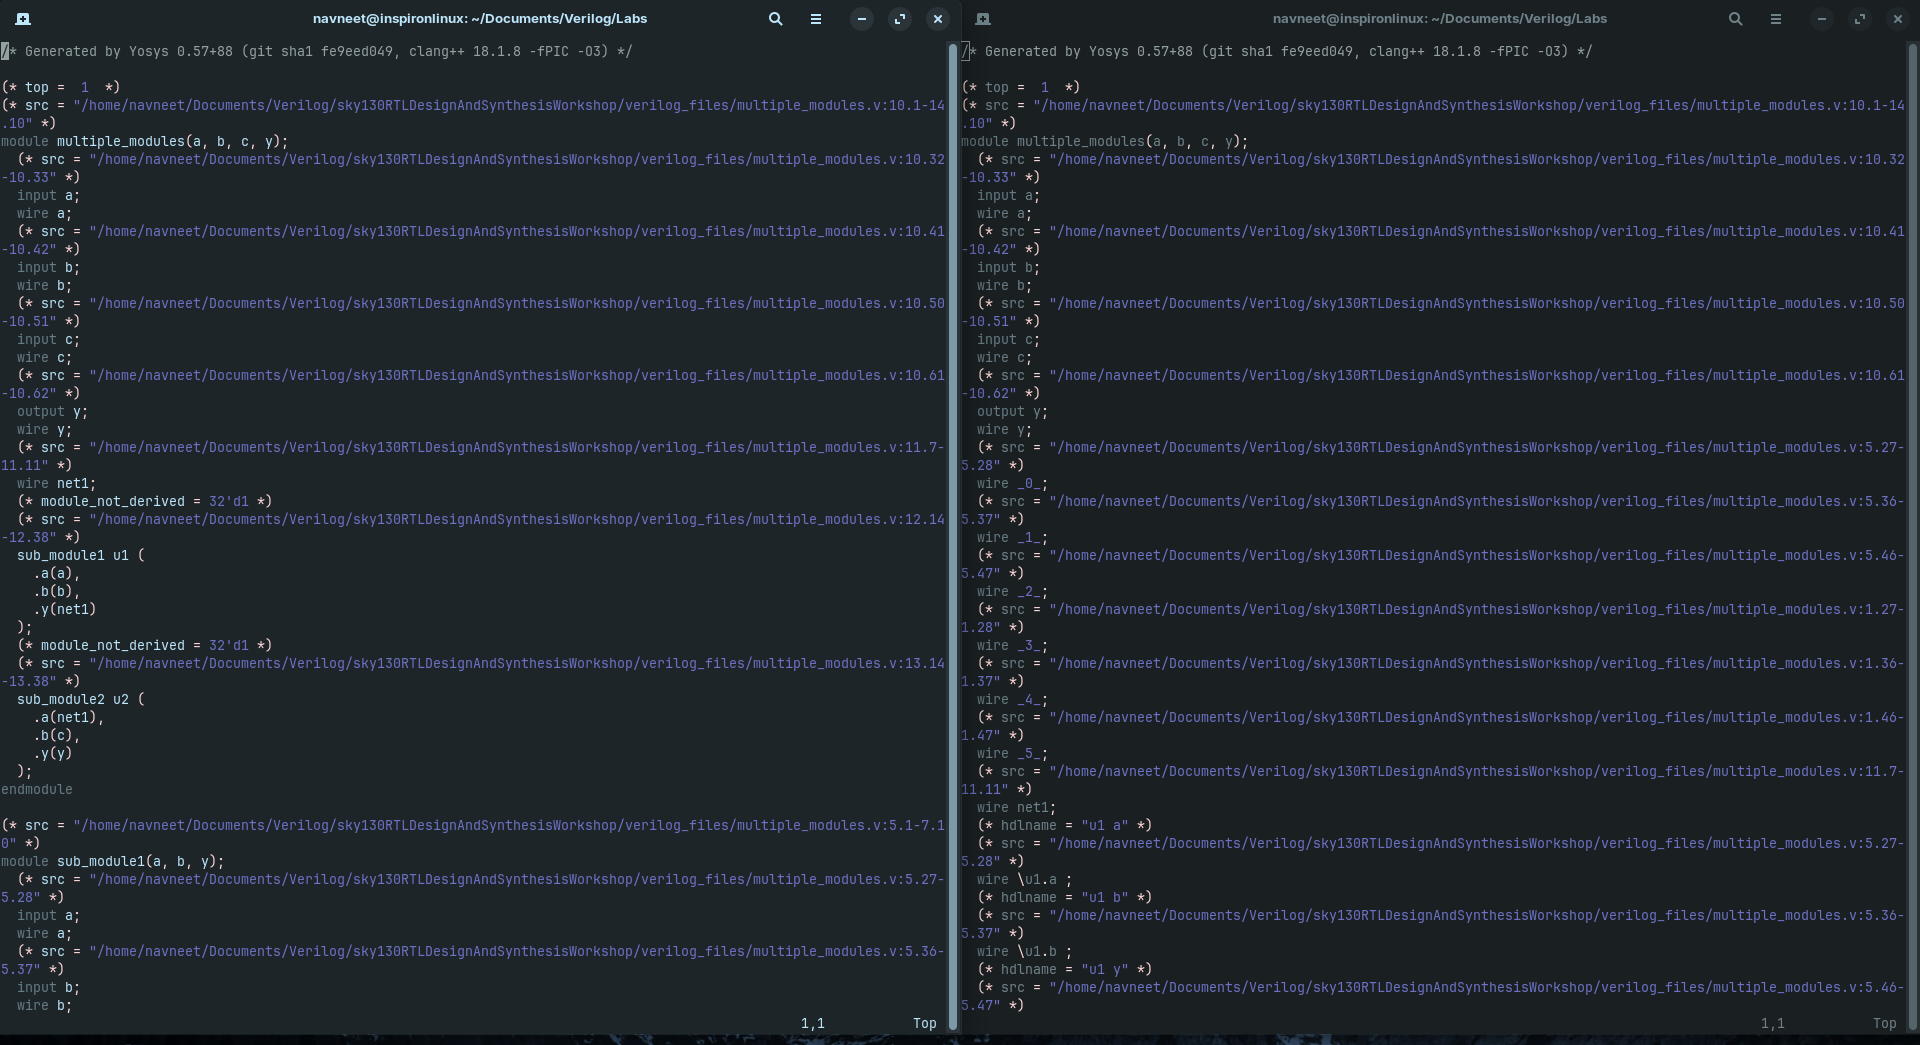 navneet@inspironlinux: ~/Documents/Verilog/Labs
/* Generated by Yosys 0.57+88 (git sha1 fe9eed049, clang++ 18.1.8 -fPIC -O3) */
(* top =  1  *)
(* src = "/home/navneet/Documents/Verilog/sky130RTLDesignAndSynthesisWorkshop/verilog_files/multiple_modules.v:10.1-14
.10" *)
module multiple_modules(a, b, c, y);
  (* src = "/home/navneet/Documents/Verilog/sky130RTLDesignAndSynthesisWorkshop/verilog_files/multiple_modules.v:10.32
-10.33" *)
  input a;
  wire a;
  (* src = "/home/navneet/Documents/Verilog/sky130RTLDesignAndSynthesisWorkshop/verilog_files/multiple_modules.v:10.41
-10.42" *)
  input b;
  wire b;
  (* src = "/home/navneet/Documents/Verilog/sky130RTLDesignAndSynthesisWorkshop/verilog_files/multiple_modules.v:10.50
-10.51" *)
  input c;
  wire c;
  (* src = "/home/navneet/Documents/Verilog/sky130RTLDesignAndSynthesisWorkshop/verilog_files/multiple_modules.v:10.61
-10.62" *)
  output y;
  wire y;
  (* src = "/home/navneet/Documents/Verilog/sky130RTLDesignAndSynthesisWorkshop/verilog_files/multiple_modules.v:11.7-
11.11" *)
  wire net1;
  (* module_not_derived = 32'd1 *)
  (* src = "/home/navneet/Documents/Verilog/sky130RTLDesignAndSynthesisWorkshop/verilog_files/multiple_modules.v:12.14
-12.38" *)
  sub_module1 u1 (
    .a(a),
    .b(b),
    .y(net1)
  );
  (* module_not_derived = 32'd1 *)
  (* src = "/home/navneet/Documents/Verilog/sky130RTLDesignAndSynthesisWorkshop/verilog_files/multiple_modules.v:13.14
-13.38" *)
  sub_module2 u2 (
    .a(net1),
    .b(c),
    .y(y)
  );
endmodule
(* src = "/home/navneet/Documents/Verilog/sky130RTLDesignAndSynthesisWorkshop/verilog_files/multiple_modules.v:5.1-7.1
0" *)
module sub_module1(a, b, y);
  (* src = "/home/navneet/Documents/Verilog/sky130RTLDesignAndSynthesisWorkshop/verilog_files/multiple_modules.v:5.27-
5.28" *)
  input a;
  wire a;
  (* src = "/home/navneet/Documents/Verilog/sky130RTLDesignAndSynthesisWorkshop/verilog_files/multiple_modules.v:5.36-
5.37" *)
  input b;
  wire b;
1,1 Top
navneet@inspironlinux: ~/Documents/Verilog/Labs
/* Generated by Yosys 0.57+88 (git sha1 fe9eed049, clang++ 18.1.8 -fPIC -O3) */
(* top =  1  *)
(* src = "/home/navneet/Documents/Verilog/sky130RTLDesignAndSynthesisWorkshop/verilog_files/multiple_modules.v:10.1-14
.10" *)
module multiple_modules(a, b, c, y);
  (* src = "/home/navneet/Documents/Verilog/sky130RTLDesignAndSynthesisWorkshop/verilog_files/multiple_modules.v:10.32
-10.33" *)
  input a;
  wire a;
  (* src = "/home/navneet/Documents/Verilog/sky130RTLDesignAndSynthesisWorkshop/verilog_files/multiple_modules.v:10.41
-10.42" *)
  input b;
  wire b;
  (* src = "/home/navneet/Documents/Verilog/sky130RTLDesignAndSynthesisWorkshop/verilog_files/multiple_modules.v:10.50
-10.51" *)
  input c;
  wire c;
  (* src = "/home/navneet/Documents/Verilog/sky130RTLDesignAndSynthesisWorkshop/verilog_files/multiple_modules.v:10.61
-10.62" *)
  output y;
  wire y;
  (* src = "/home/navneet/Documents/Verilog/sky130RTLDesignAndSynthesisWorkshop/verilog_files/multiple_modules.v:5.27-
5.28" *)
  wire _0_;
  (* src = "/home/navneet/Documents/Verilog/sky130RTLDesignAndSynthesisWorkshop/verilog_files/multiple_modules.v:5.36-
5.37" *)
  wire _1_;
  (* src = "/home/navneet/Documents/Verilog/sky130RTLDesignAndSynthesisWorkshop/verilog_files/multiple_modules.v:5.46-
5.47" *)
  wire _2_;
  (* src = "/home/navneet/Documents/Verilog/sky130RTLDesignAndSynthesisWorkshop/verilog_files/multiple_modules.v:1.27-
1.28" *)
  wire _3_;
  (* src = "/home/navneet/Documents/Verilog/sky130RTLDesignAndSynthesisWorkshop/verilog_files/multiple_modules.v:1.36-
1.37" *)
  wire _4_;
  (* src = "/home/navneet/Documents/Verilog/sky130RTLDesignAndSynthesisWorkshop/verilog_files/multiple_modules.v:1.46-
1.47" *)
  wire _5_;
  (* src = "/home/navneet/Documents/Verilog/sky130RTLDesignAndSynthesisWorkshop/verilog_files/multiple_modules.v:11.7-
11.11" *)
  wire net1;
  (* hdlname = "u1 a" *)
  (* src = "/home/navneet/Documents/Verilog/sky130RTLDesignAndSynthesisWorkshop/verilog_files/multiple_modules.v:5.27-
5.28" *)
  wire \u1.a ;
  (* hdlname = "u1 b" *)
  (* src = "/home/navneet/Documents/Verilog/sky130RTLDesignAndSynthesisWorkshop/verilog_files/multiple_modules.v:5.36-
5.37" *)
  wire \u1.b ;
  (* hdlname = "u1 y" *)
  (* src = "/home/navneet/Documents/Verilog/sky130RTLDesignAndSynthesisWorkshop/verilog_files/multiple_modules.v:5.46-
5.47" *)
1,1 Top